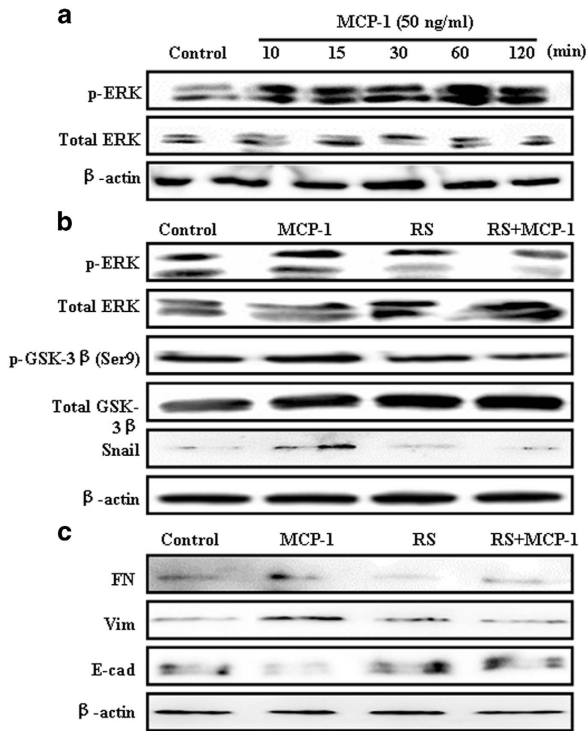 a
MCP-1 (50 ng/ml)
Control 10 15 30 60 120 (min)
p-ERK
Total ERK
β-actin
b
Control MCP-1 RS RS+MCP-1
p-ERK
Total ERK
p-GSK-3β (Ser9)
Total GSK-
3β
Snail
β-actin
c
Control MCP-1 RS RS+MCP-1
FN
Vim
E-cad
β-actin